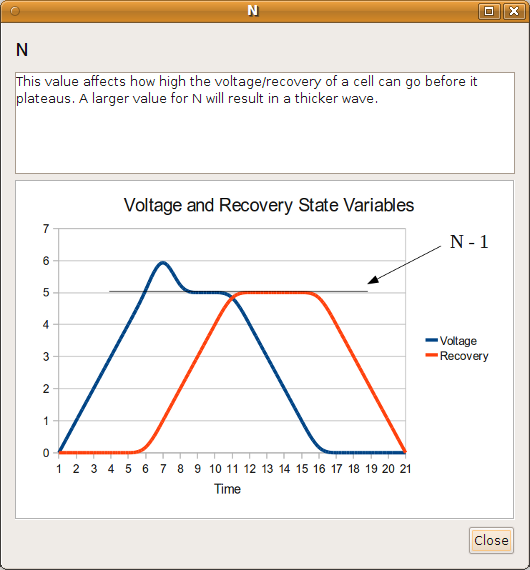 N
N
This value affects how high the voltage/recovery of a cell can go before it
plateaus. A larger value for N will result in a thicker wave.
Voltage and Recovery State Variables
7
6
5
4
3
2
1
0
N - 1
Voltage
Recovery
1 2 3 4 5 6 7 8 9 10 11 12 13 14 15 16 17 18 19 20 21
Time
Close